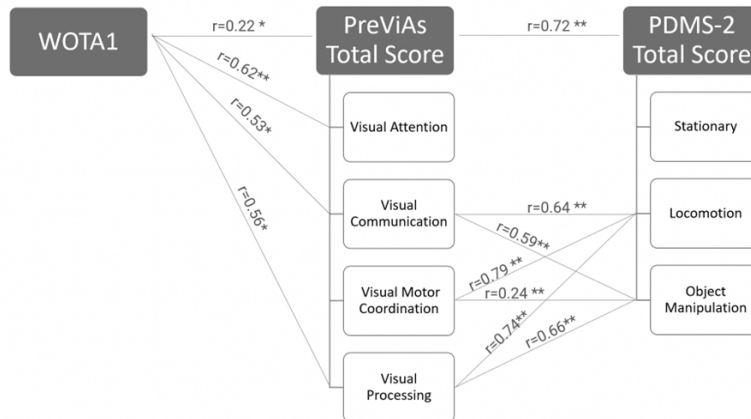 WOTA1
r=0.22 *
PreViAs
Total Score
r=0.72 **
PDMS-2
Total Score
r=0.62**
r=0.53*
r=0.56*
Visual Attention
Stationary
Visual
Communication
r=0.64 **
r=0.59**
Locomotion
Visual Motor
Coordination
r=0.79 **
r=0.24 **
Object
Manipulation
r=0.74**
r=0.66**
Visual
Processing